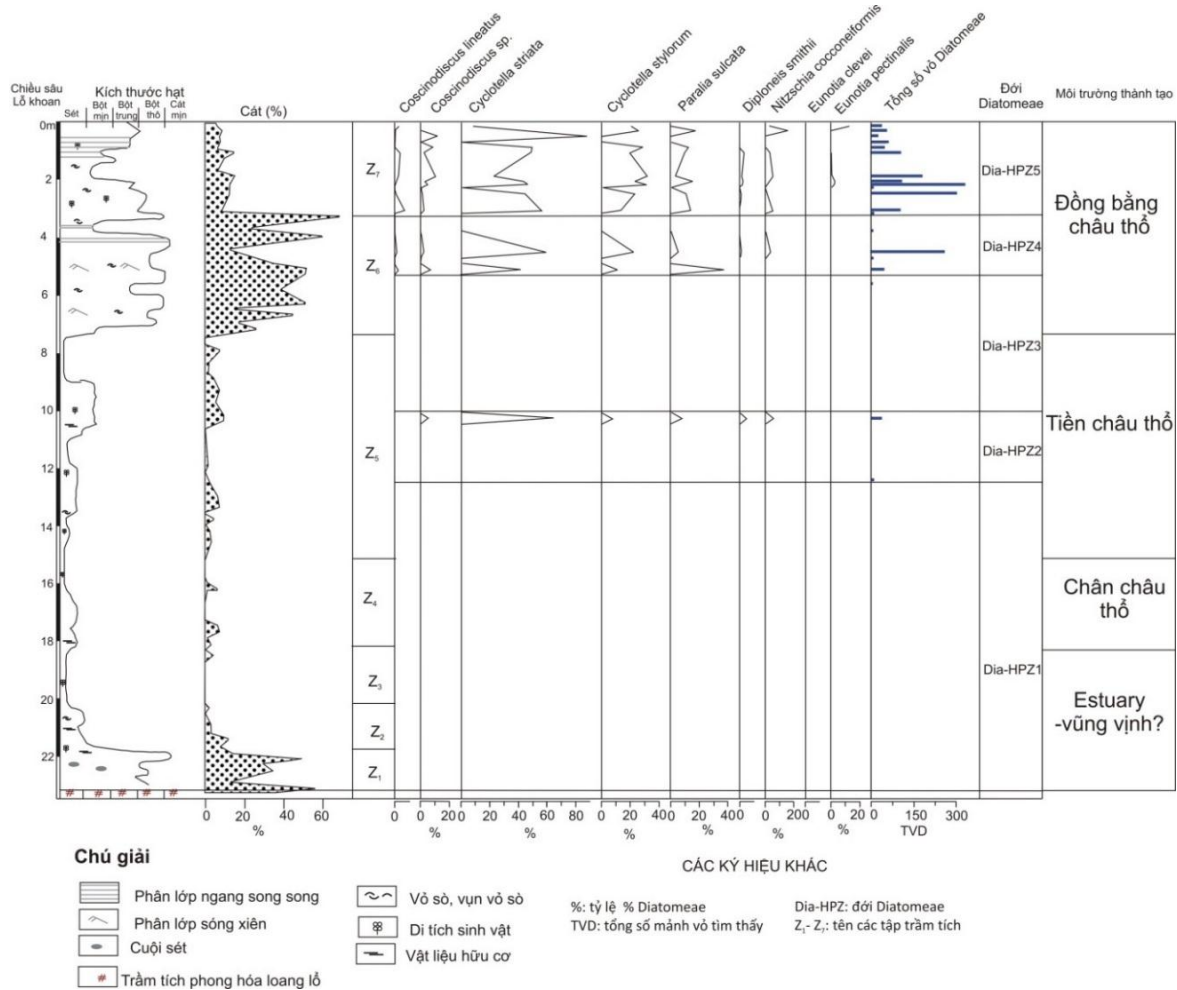 Chiều sâu
Lỗ khoan
Kích thước hạt
Sét
Bột
mịn
Bột
trung
Bột
thô
Cát
mịn
Cát (%)
Coscinodiscus lineatus
Coscinodiscus sp.
Cyclotella striata
Cyclotella stylorum
Paralia sulcata
Diploneis smithii
Nitzschia cocconeiformis
Eunotia clevei
Eunotia pectinalis
Tổng số vỏ Diatomeae
Đới
Diatomeae
Môi trường thành tạo
0m
2
4
6
8
10
12
14
16
18
20
22
Z₇
Z₆
Z₅
Z₄
Z₃
Z₂
Z₁
Dia-HPZ5
Dia-HPZ4
Dia-HPZ3
Dia-HPZ2
Dia-HPZ1
Đồng bằng
châu thổ
Tiền châu thổ
Chân châu
thổ
Estuary
-vũng vịnh?
# # # # #
20 40 60
%
0 0 20 0 20 40 60 80 0 20 40 0 20 40 0 0 20 0 0 20 0 150 300
% % % % % % TVD
Chú giải
Phân lớp ngang song song
Phân lớp sóng xiên
Cuội sét
# Trầm tích phong hóa loang lổ
Vỏ sò, vụn vỏ sò
Di tích sinh vật
Vật liệu hữu cơ
CÁC KÝ HIỆU KHÁC
%: tỷ lệ % Diatomeae
TVD: tổng số mảnh vỏ tìm thấy
Dia-HPZ: đới Diatomeae
Z₁- Z₇: tên các tập trầm tích